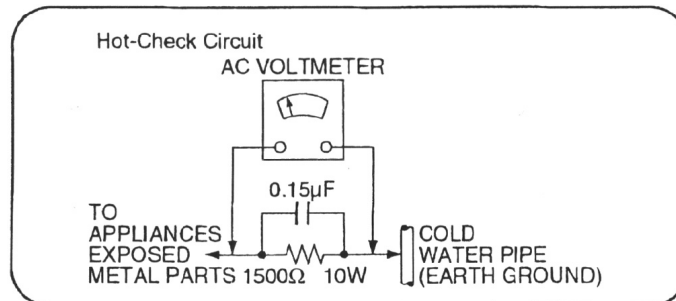 Hot-Check Circuit
AC VOLTMETER
0.15µF
TO
APPLIANCES
EXPOSED
METAL PARTS
1500Ω 10W
COLD
WATER PIPE
(EARTH GROUND)